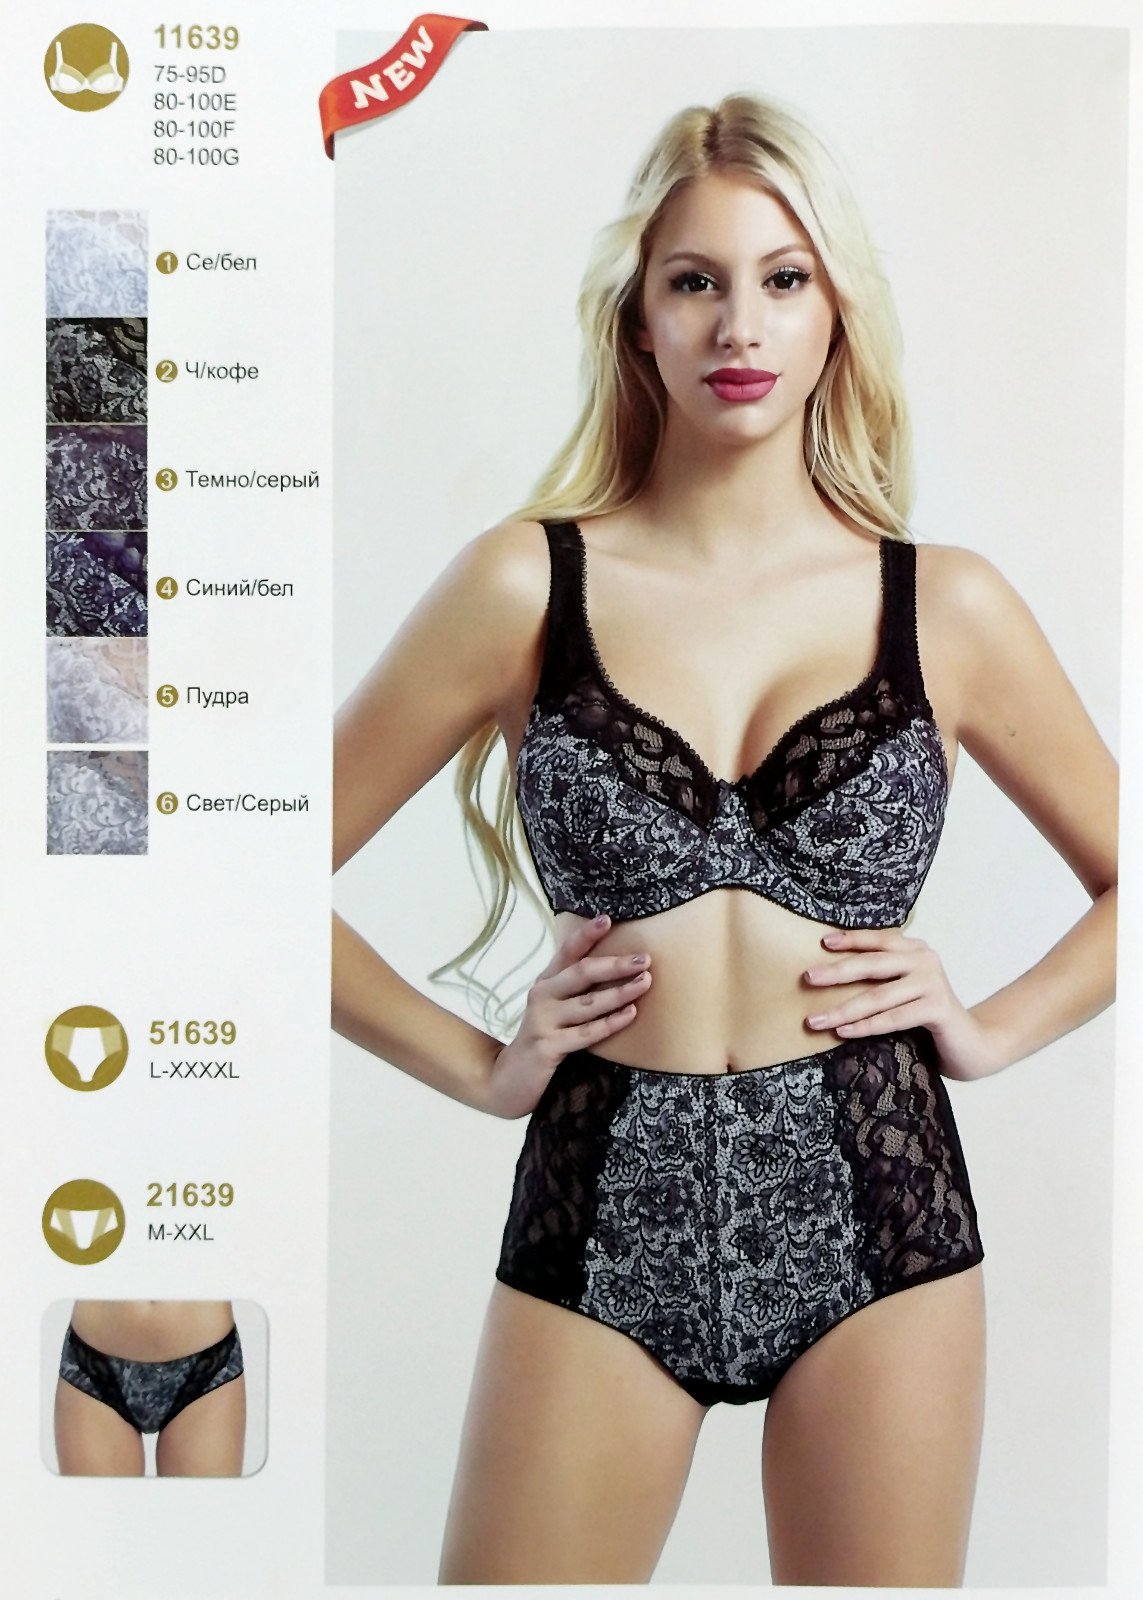 11639
75-95D
80-100E
80-100F
80-100G
NEW
1 Се/бел
2 Ч/кофе
3 Темно/серый
4 Синий/бел
5 Пудра
6 Свет/Серый
51639
L-XXXXL
21639
M-XXL